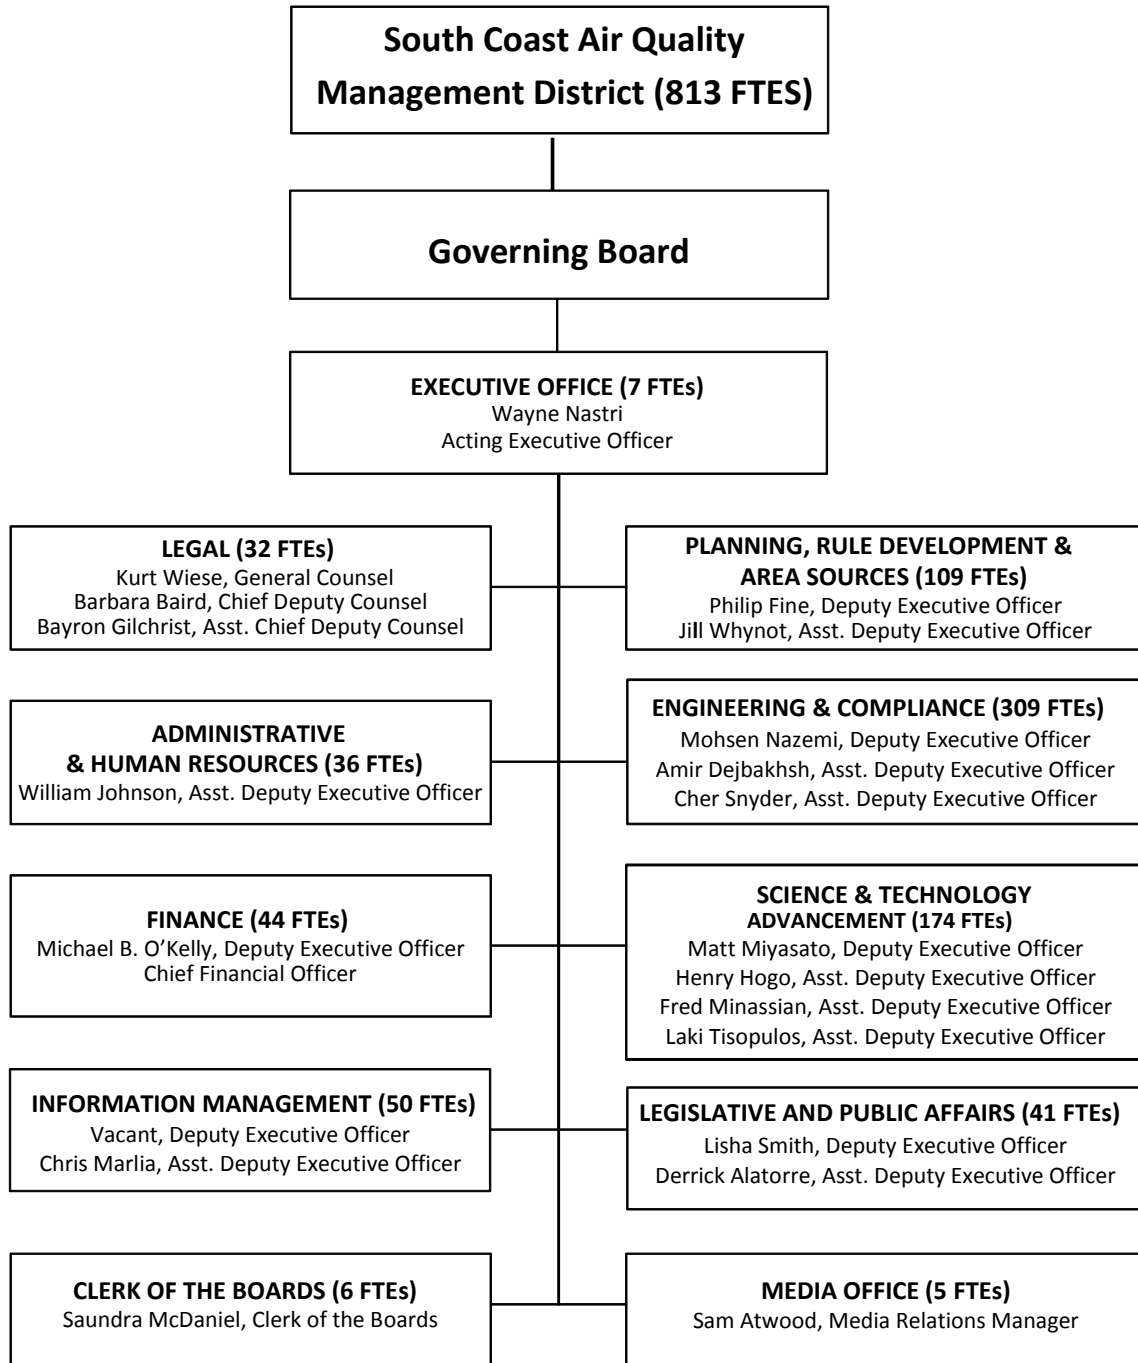 South Coast Air Quality
Management District (813 FTES)
Governing Board
EXECUTIVE OFFICE (7 FTEs)
Wayne Nastri
Acting Executive Officer
LEGAL (32 FTEs)
Kurt Wiese, General Counsel
Barbara Baird, Chief Deputy Counsel
Bayron Gilchrist, Asst. Chief Deputy Counsel
PLANNING, RULE DEVELOPMENT &
AREA SOURCES (109 FTEs)
Philip Fine, Deputy Executive Officer
Jill Whynot, Asst. Deputy Executive Officer
ADMINISTRATIVE
& HUMAN RESOURCES (36 FTEs)
William Johnson, Asst. Deputy Executive Officer
ENGINEERING & COMPLIANCE (309 FTEs)
Mohsen Nazemi, Deputy Executive Officer
Amir Dejbakhsh, Asst. Deputy Executive Officer
Cher Snyder, Asst. Deputy Executive Officer
FINANCE (44 FTEs)
Michael B. O’Kelly, Deputy Executive Officer
Chief Financial Officer
SCIENCE & TECHNOLOGY
ADVANCEMENT (174 FTEs)
Matt Miyasato, Deputy Executive Officer
Henry Hogo, Asst. Deputy Executive Officer
Fred Minassian, Asst. Deputy Executive Officer
Laki Tisopulos, Asst. Deputy Executive Officer
INFORMATION MANAGEMENT (50 FTEs)
Vacant, Deputy Executive Officer
Chris Marlia, Asst. Deputy Executive Officer
LEGISLATIVE AND PUBLIC AFFAIRS (41 FTEs)
Lisha Smith, Deputy Executive Officer
Derrick Alatorre, Asst. Deputy Executive Officer
CLERK OF THE BOARDS (6 FTEs)
Saundra McDaniel, Clerk of the Boards
MEDIA OFFICE (5 FTEs)
Sam Atwood, Media Relations Manager